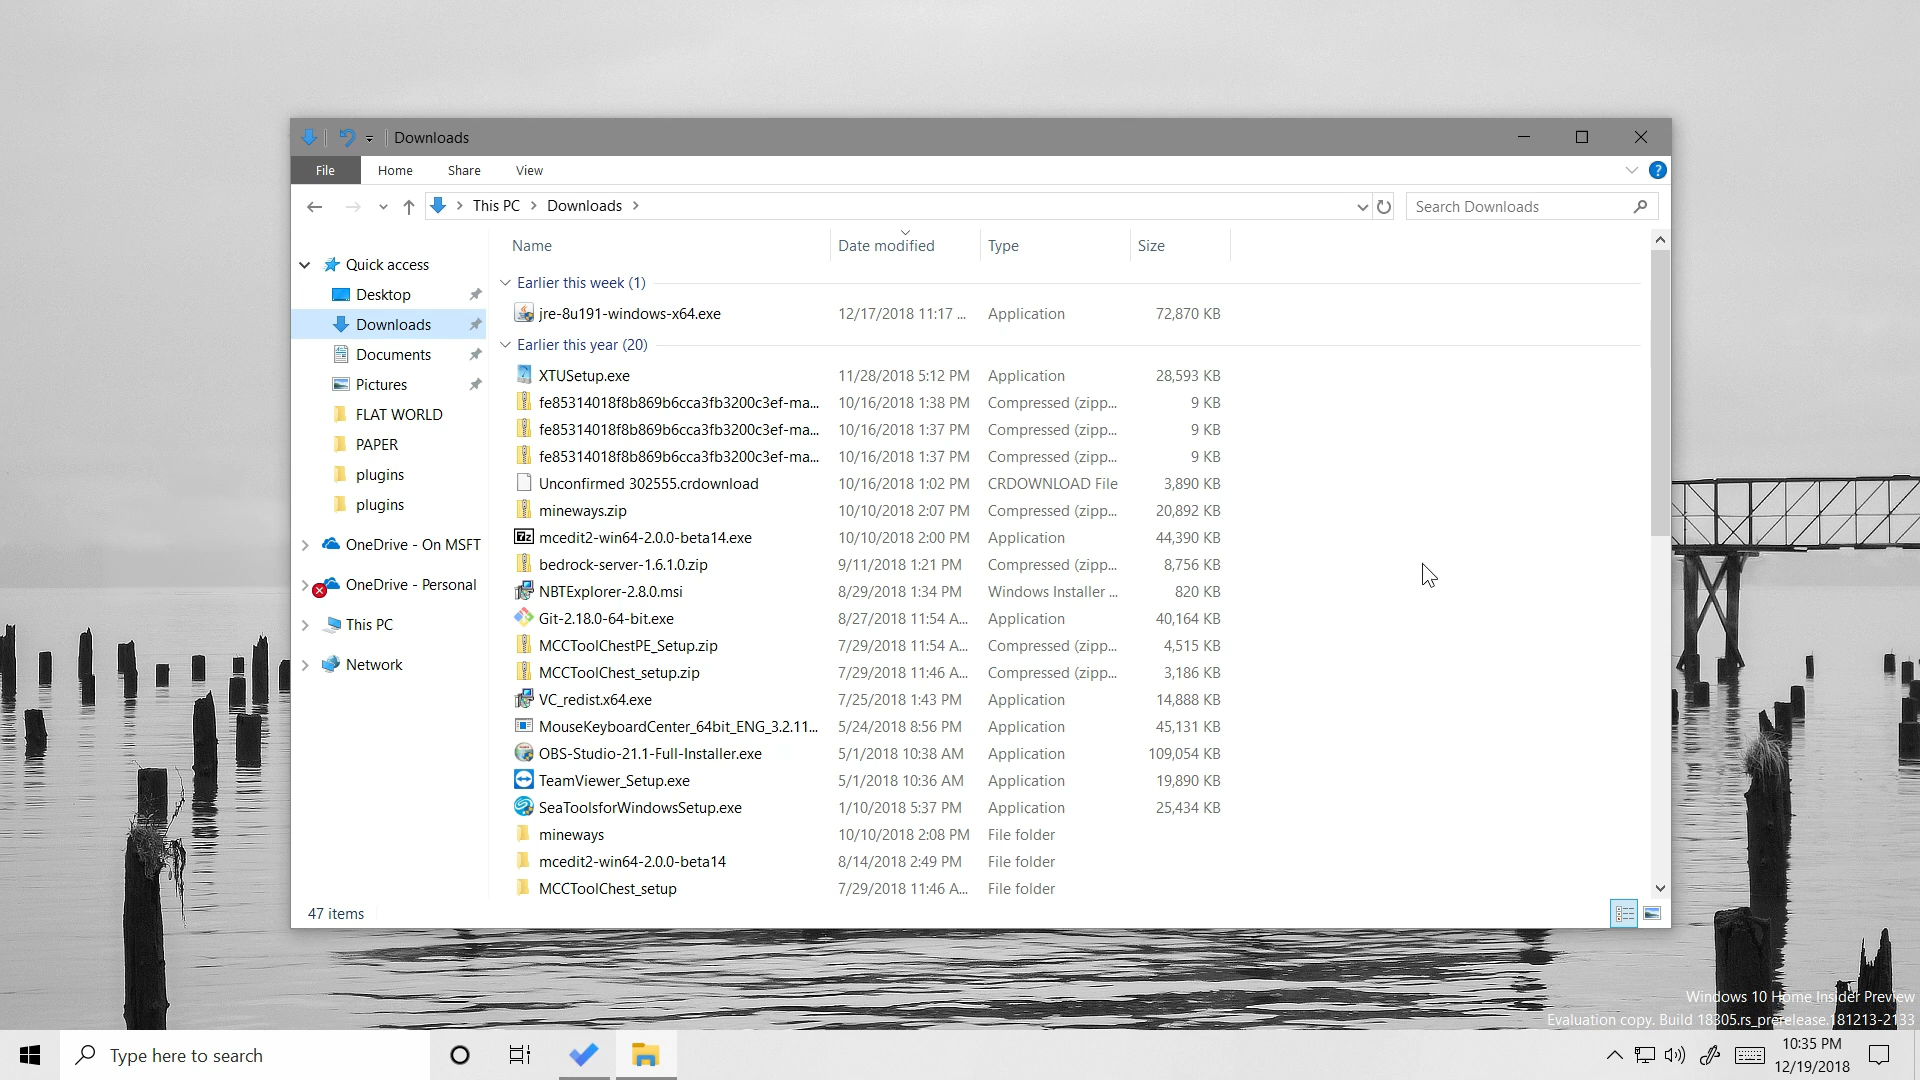 Downloads
File Home Share View
This PC > Downloads >
Search Downloads
Name Date modified Type Size
Quick access
Desktop
Downloads
Documents
Pictures
FLAT WORLD
PAPER
plugins
plugins
OneDrive - On MSFT
OneDrive - Personal
This PC
Network
Earlier this week (1)
jre-8u191-windows-x64.exe 12/17/2018 11:17 ... Application 72,870 KB
Earlier this year (20)
XTUSetup.exe 11/28/2018 5:12 PM Application 28,593 KB
fe85314018f8b869b6cca3fb3200c3ef-ma... 10/16/2018 1:38 PM Compressed (zipp... 9 KB
fe85314018f8b869b6cca3fb3200c3ef-ma... 10/16/2018 1:37 PM Compressed (zipp... 9 KB
fe85314018f8b869b6cca3fb3200c3ef-ma... 10/16/2018 1:37 PM Compressed (zipp... 9 KB
Unconfirmed 302555.crdownload 10/16/2018 1:02 PM CRDOWNLOAD File 3,890 KB
mineways.zip 10/10/2018 2:07 PM Compressed (zipp... 20,892 KB
mcedit2-win64-2.0.0-beta14.exe 10/10/2018 2:00 PM Application 44,390 KB
bedrock-server-1.6.1.0.zip 9/11/2018 1:21 PM Compressed (zipp... 8,756 KB
NBTExplorer-2.8.0.msi 8/29/2018 1:34 PM Windows Installer ... 820 KB
Git-2.18.0-64-bit.exe 8/27/2018 11:54 A... Application 40,164 KB
MCCToolChestPE_Setup.zip 7/29/2018 11:54 A... Compressed (zipp... 4,515 KB
MCCToolChest_setup.zip 7/29/2018 11:46 A... Compressed (zipp... 3,186 KB
VC_redist.x64.exe 7/25/2018 1:43 PM Application 14,888 KB
MouseKeyboardCenter_64bit_ENG_3.2.11... 5/24/2018 8:56 PM Application 45,131 KB
OBS-Studio-21.1-Full-Installer.exe 5/1/2018 10:38 AM Application 109,054 KB
TeamViewer_Setup.exe 5/1/2018 10:36 AM Application 19,890 KB
SeaToolsforWindowsSetup.exe 1/10/2018 5:37 PM Application 25,434 KB
mineways 10/10/2018 2:08 PM File folder
mcedit2-win64-2.0.0-beta14 8/14/2018 2:49 PM File folder
MCCToolChest_setup 7/29/2018 11:46 A... File folder
47 items
Windows 10 Home Insider Preview
Evaluation copy. Build 18305.rs_prerelease.181213-2133
Type here to search
10:35 PM
12/19/2018